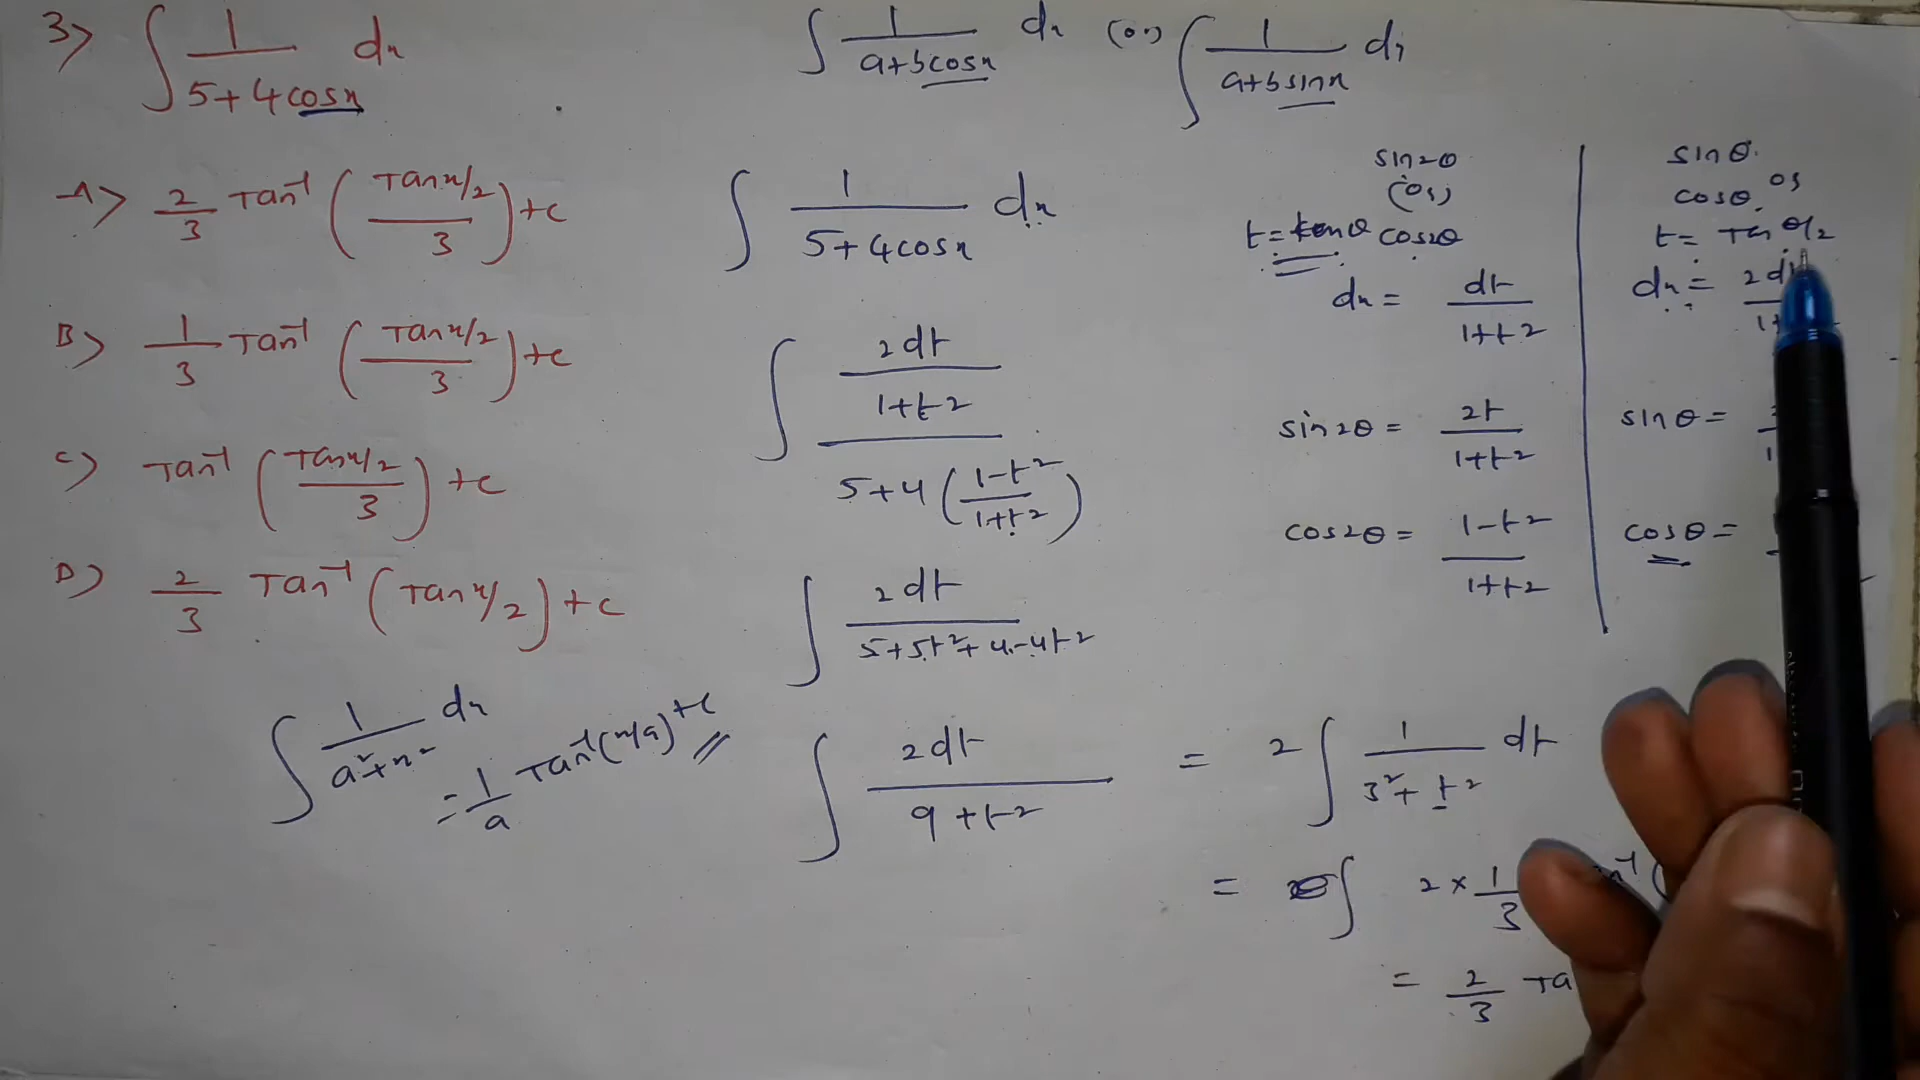 3) ∫ 1/(5+4cosx) dx
A) 2/3 Tan⁻¹ ( Tanx/2 / 3 ) +c
B) 1/3 Tan⁻¹ ( Tanx/2 / 3 ) +c
C) Tan⁻¹ ( Tanx/2 / 3 ) +c
D) 2/3 Tan⁻¹ ( Tanx/2 ) +c
∫ 1/(a²+x²) dx
= 1/a Tan⁻¹(x/a) +c
∫ 1/(a+bcosx) dx (or) ∫ 1/(a+bsinx)
∫ 1/(5+4cosx) dx
∫ (2dt/(1+t²)) / (5+4((1-t²)/(1+t²)))
∫ 2dt/(5+5t²+4-4t²)
∫ 2dt/(9+t²) = 2 ∫ 1/(3²+t²) dt
= ∫ 2 × 1/3
= 2/3 Ta
sin2θ
(or)
t=tanθ cos2θ
dx = dt/(1+t²)
sin2θ = 2t/(1+t²)
cos2θ = (1-t²)/(1+t²)
sinθ
cosθ or
t= Tan θ/2
dx = 2d
sinθ =
cosθ =